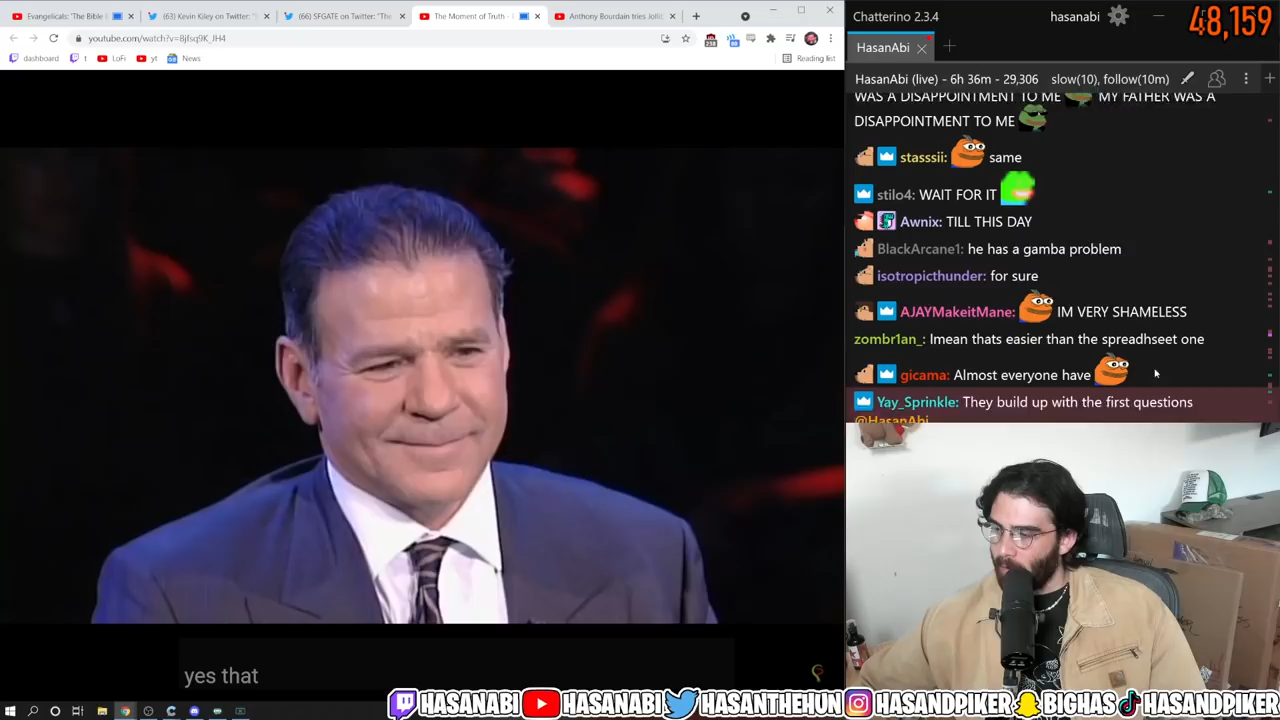 Evangelicals: 'The Bible
(63) Kevin Kiley on Twitter: "
(66) SFGATE on Twitter: "The
The Moment of Truth -
Anthony Bourdain tries Jollib
youtube.com/watch?v=Bjfsq9K_JH4
dashboard
t
LoFi
yt
News
Reading list
yes that
Chatterino 2.3.4
hasanabi
48,159
HasanAbi
HasanAbi (live) - 6h 36m - 29,306 slow(10), follow(10m)
WAS A DISAPPOINTMENT TO ME MY FATHER WAS A
DISAPPOINTMENT TO ME
stasssii: same
stilo4: WAIT FOR IT
Awnix: TILL THIS DAY
BlackArcane1: he has a gamba problem
isotropicthunder: for sure
AJAYMakeitMane: IM VERY SHAMELESS
zombr1an_: Imean thats easier than the spreadhseet one
gicama: Almost everyone have
Yay_Sprinkle: They build up with the first questions
@HasanAbi
HASANABI HASANABI HASANTHEHUN HASANDPIKER BIGHAS HASANDPIKER